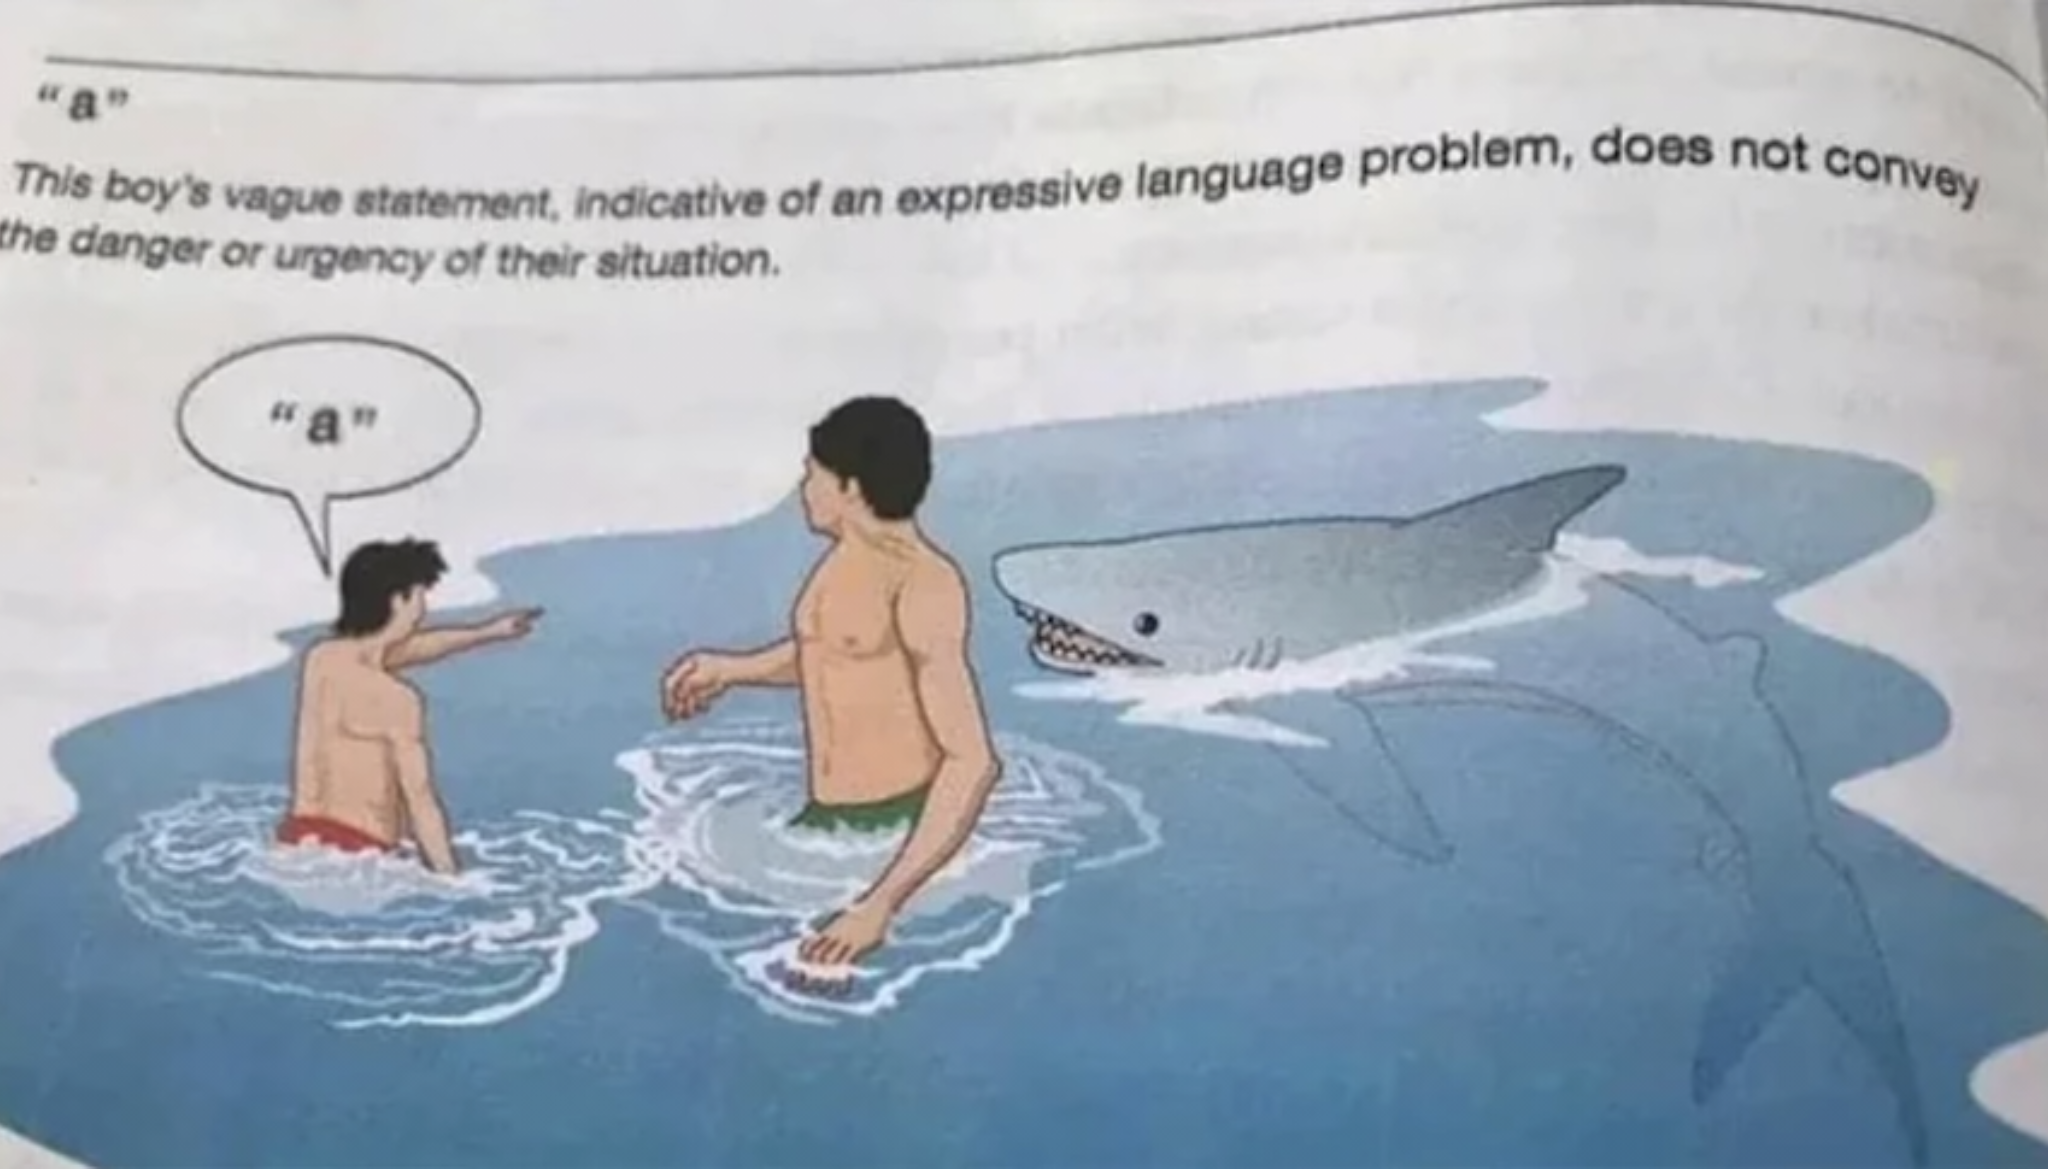 “a”
This boy's vague statement, indicative of an expressive language problem, does not convey
the danger or urgency of their situation.
“a”